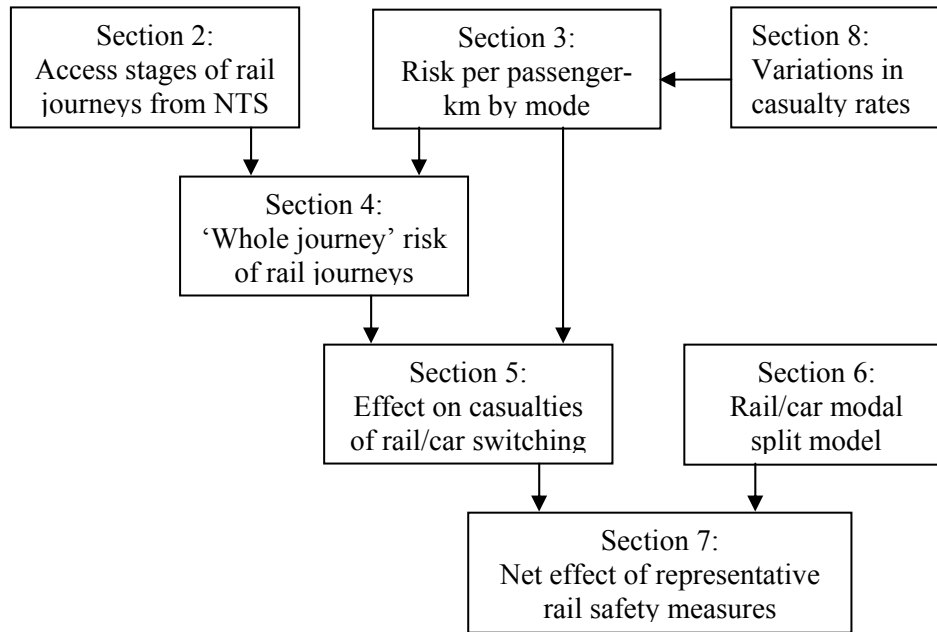 Section 2:
Access stages of rail
journeys from NTS
Section 3:
Risk per passenger-
km by mode
Section 8:
Variations in
casualty rates
Section 4:
‘Whole journey’ risk
of rail journeys
Section 5:
Effect on casualties
of rail/car switching
Section 6:
Rail/car modal
split model
Section 7:
Net effect of representative
rail safety measures